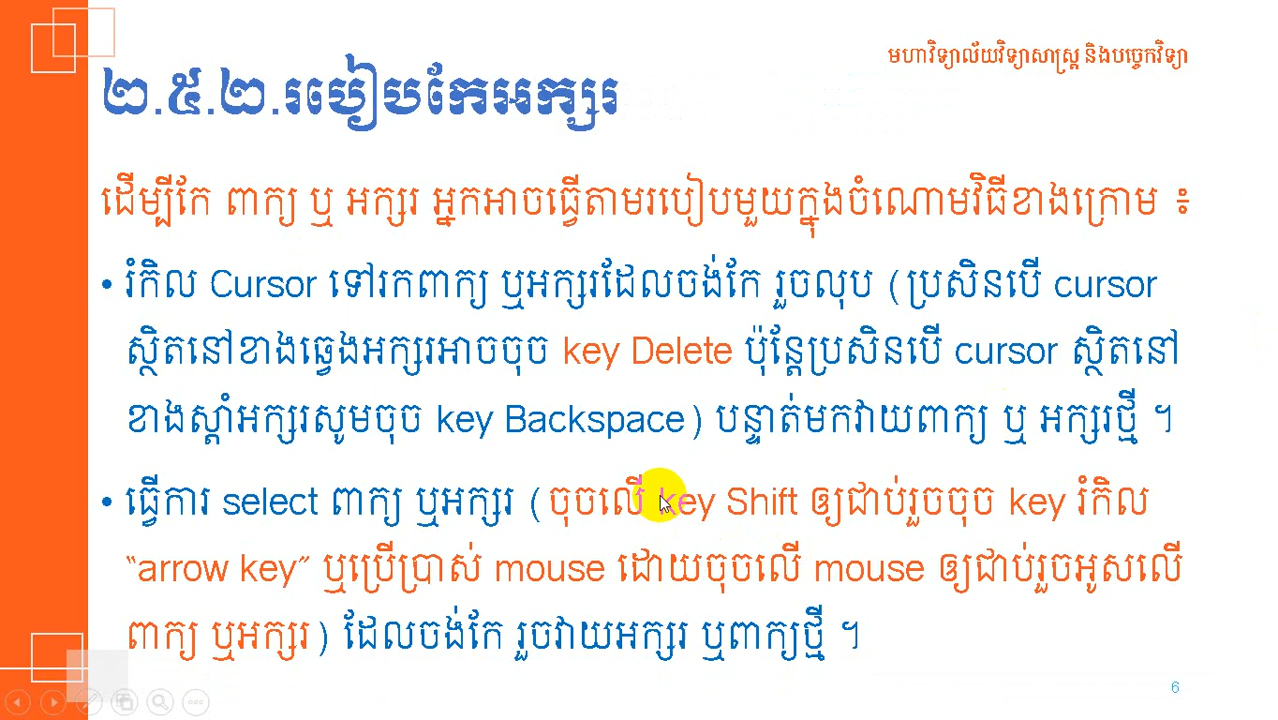 មហាវិទ្យាល័យវិទ្យាសាស្ត្រ និងបច្ចេកវិទ្យា
២.៥.២.របៀបកែអក្សរ
ដើម្បីកែ ពាក្យ ឬ អក្សរ អ្នកអាចធ្វើតាមរបៀបមួយក្នុងចំណោមវិធីខាងក្រោម ៖
• រំកិល Cursor ទៅរកពាក្យ ឬអក្សរដែលចង់កែ រួចលុប (ប្រសិនបើ cursor
ស្ថិតនៅខាងឆ្វេងអក្សរអាចចុច key Delete ប៉ុន្តែប្រសិនបើ cursor ស្ថិតនៅ
ខាងស្តាំអក្សរសូមចុច key Backspace) បន្ទាត់មកវាយពាក្យ ឬ អក្សរថ្មី ។
• ធ្វើការ select ពាក្យ ឬអក្សរ (ចុចលើ key Shift ឲ្យជាប់រួចចុច key រំកិល
“arrow key” ឬប្រើប្រាស់ mouse ដោយចុចលើ mouse ឲ្យជាប់រួចអូសលើ
ពាក្យ ឬអក្សរ) ដែលចង់កែ រួចវាយអក្សរ ឬពាក្យថ្មី ។
6